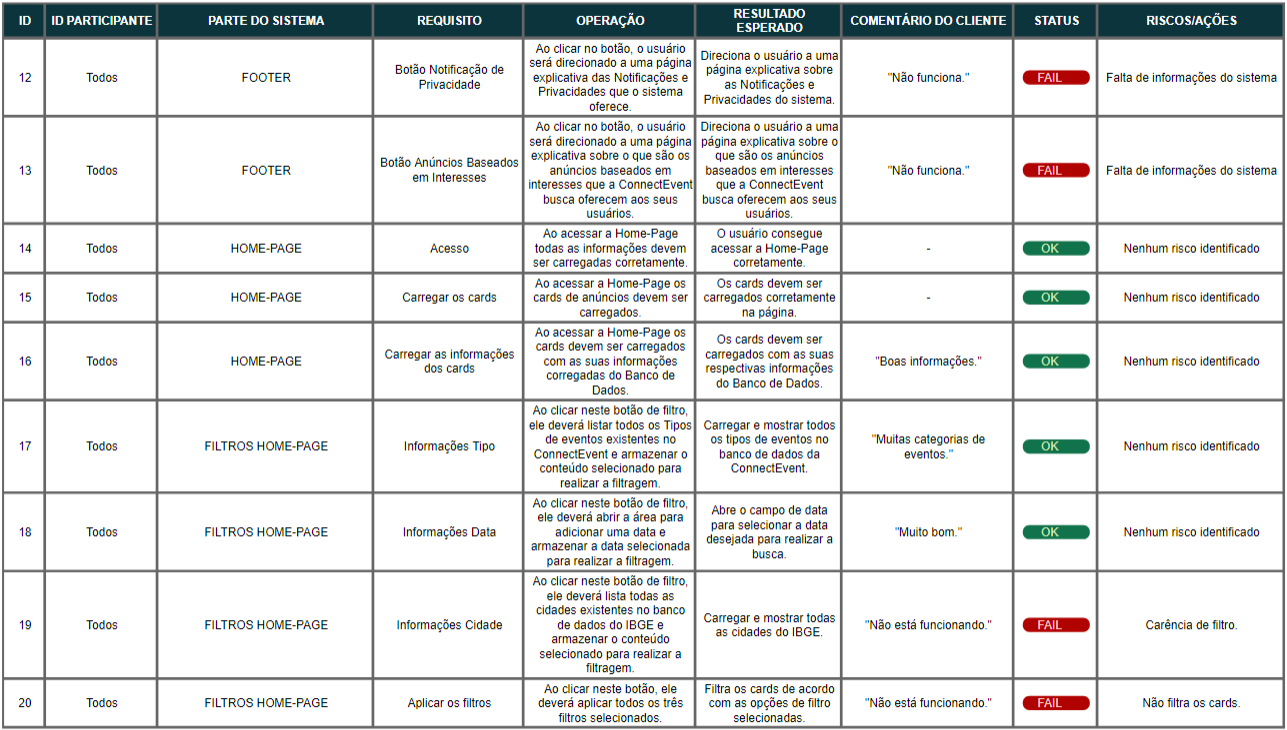 ID ID PARTICIPANTE PARTE DO SISTEMA REQUISITO OPERAÇÃO RESULTADO ESPERADO COMENTÁRIO DO CLIENTE STATUS RISCOS/AÇÕES
12
Todos
FOOTER
Botão Notificação de
Privacidade
Ao clicar no botão, o usuário
será direcionado a uma página
explicativa das Notificações e
Privacidades que o sistema
oferece.
Direciona o usuário a uma
página explicativa sobre
as Notificações e
Privacidades do sistema.
"Não funciona."
FAIL
Falta de informações do sistema
13
Todos
FOOTER
Botão Anúncios Baseados
em Interesses
Ao clicar no botão, o usuário
será direcionado a uma página
explicativa sobre o que são os
anúncios baseados em
interesses que a ConnectEvent
busca oferecem aos seus
usuários.
Direciona o usuário a uma
página explicativa sobre o
que são os anúncios
baseados em interesses
que a ConnectEvent
busca oferecem aos seus
usuários.
"Não funciona."
FAIL
Falta de informações do sistema
14
Todos
HOME-PAGE
Acesso
Ao acessar a Home-Page
todas as informações devem
ser carregadas corretamente.
O usuário consegue
acessar a Home-Page
corretamente.
-
OK
Nenhum risco identificado
15
Todos
HOME-PAGE
Carregar os cards
Ao acessar a Home-Page os
cards de anúncios devem ser
carregados.
Os cards devem ser
carregados corretamente
na página.
-
OK
Nenhum risco identificado
16
Todos
HOME-PAGE
Carregar as informações
dos cards
Ao acessar a Home-Page os
cards devem ser carregados
com as suas informações
corregadas do Banco de
Dados.
Os cards devem ser
carregados com as suas
respectivas informações
do Banco de Dados.
"Boas informações."
OK
Nenhum risco identificado
17
Todos
FILTROS HOME-PAGE
Informações Tipo
Ao clicar neste botão de filtro,
ele deverá listar todos os Tipos
de eventos existentes no
ConnectEvent e armazenar o
conteúdo selecionado para
realizar a filtragem.
Carregar e mostrar todos
os tipos de eventos no
banco de dados da
ConnectEvent.
"Muitas categorias de
eventos."
OK
Nenhum risco identificado
18
Todos
FILTROS HOME-PAGE
Informações Data
Ao clicar neste botão de filtro,
ele deverá abrir a área para
adicionar uma data e
armazenar a data selecionada
para realizar a filtragem.
Abre o campo de data
para selecionar a data
desejada para realizar a
busca.
"Muito bom."
OK
Nenhum risco identificado
19
Todos
FILTROS HOME-PAGE
Informações Cidade
Ao clicar neste botão de filtro,
ele deverá lista todas as
cidades existentes no banco
de dados do IBGE e
armazenar o conteúdo
selecionado para realizar a
filtragem.
Carregar e mostrar todas
as cidades do IBGE.
"Não está funcionando."
FAIL
Carência de filtro.
20
Todos
FILTROS HOME-PAGE
Aplicar os filtros
Ao clicar neste botão, ele
deverá aplicar todos os três
filtros selecionados.
Filtra os cards de acordo
com as opções de filtro
selecionadas.
"Não está funcionando."
FAIL
Não filtra os cards.